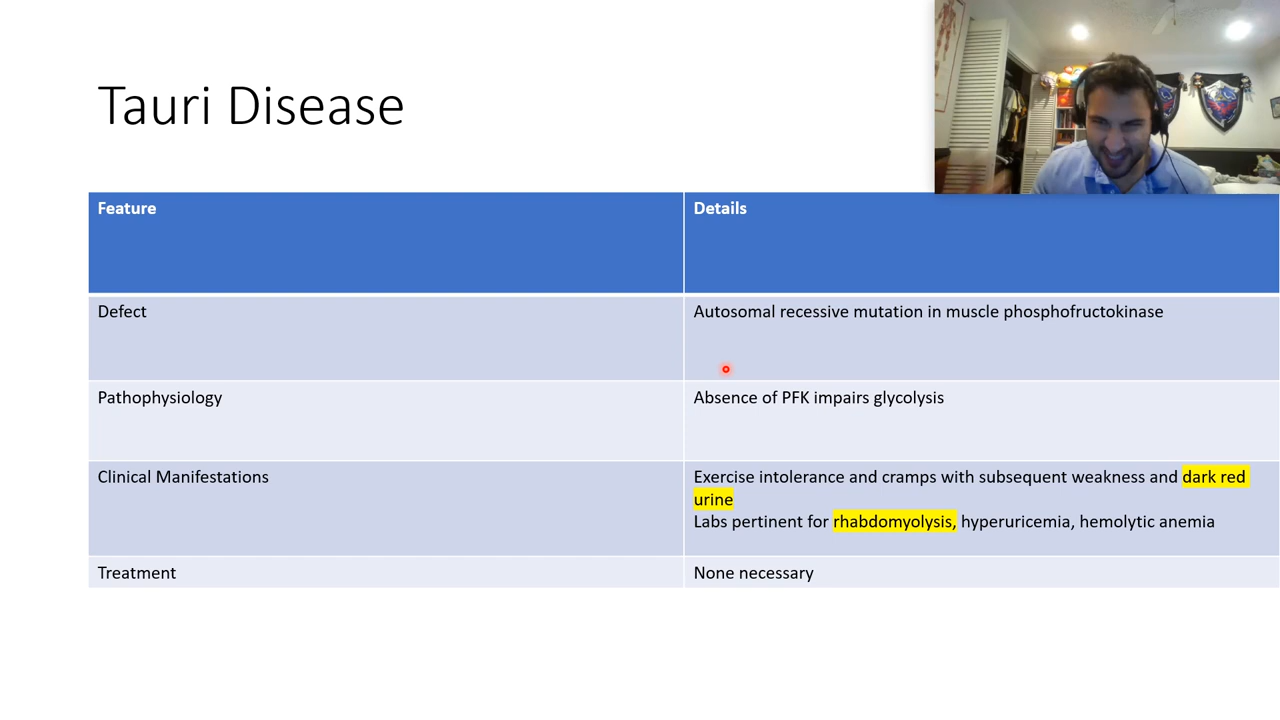 Tauri Disease
Feature
Details
Defect
Autosomal recessive mutation in muscle phosphofructokinase
Pathophysiology
Absence of PFK impairs glycolysis
Clinical Manifestations
Exercise intolerance and cramps with subsequent weakness and dark red
urine
Labs pertinent for rhabdomyolysis, hyperuricemia, hemolytic anemia
Treatment
None necessary